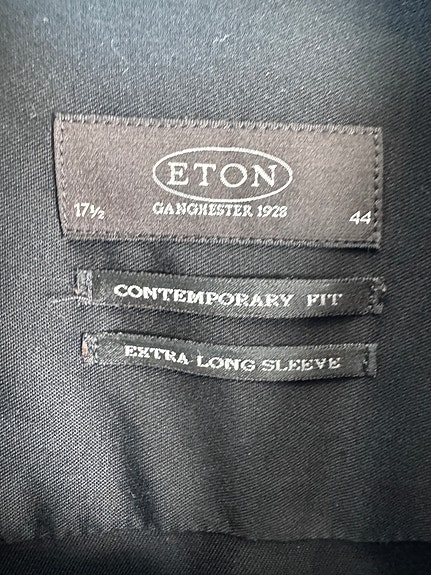 ETON
17½ GANGHESTER 1928 44
CONTEMPORARY FIT
EXTRA LONG SLEEVE